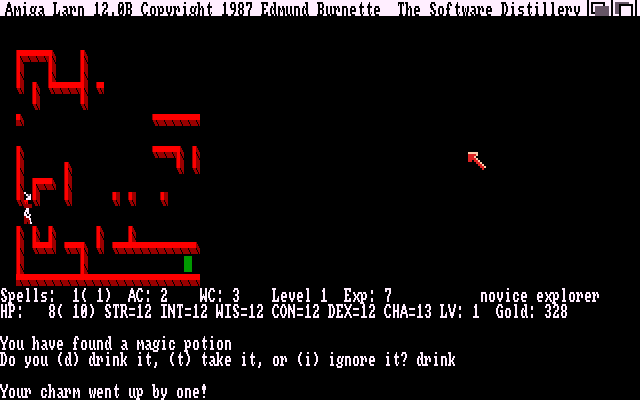 Amiga Larn 12.0B Copyright 1987 Edmund Burnette The Software Distillery
Spells: 1( 1) AC: 2 WC: 3 Level 1 Exp: 7 novice explorer
HP: 8( 10) STR=12 INT=12 WIS=12 CON=12 DEX=12 CHA=13 LV: 1 Gold: 328
You have found a magic potion
Do you (d) drink it, (t) take it, or (i) ignore it? drink
Your charm went up by one!